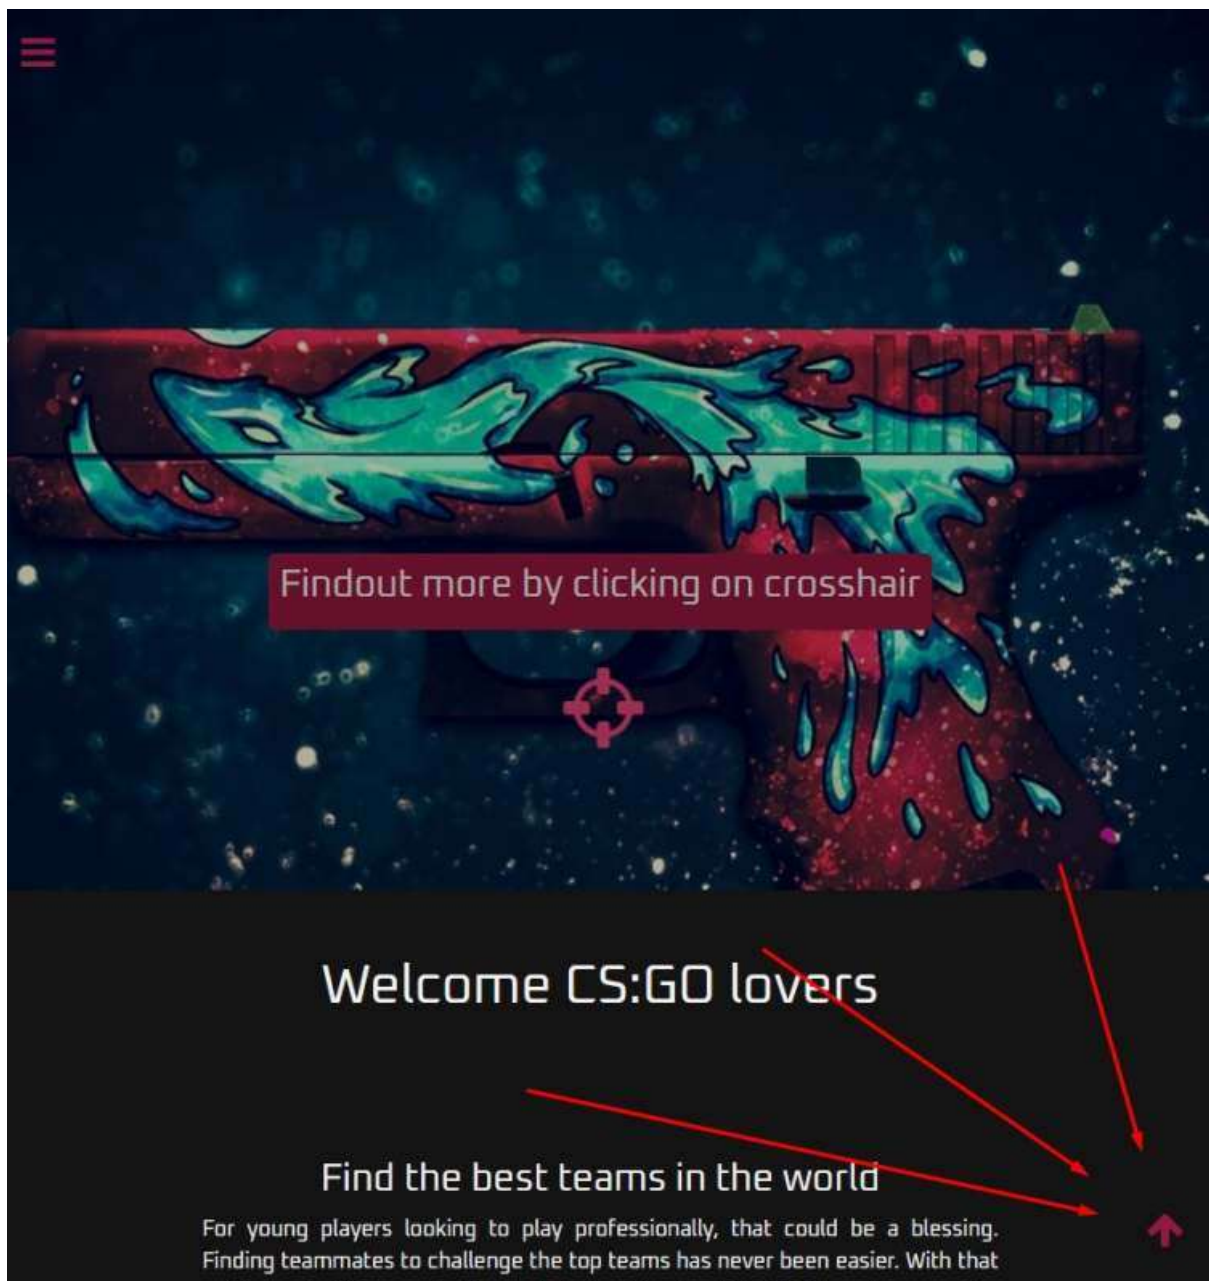 Findout more by clicking on crosshair
Welcome CS:GO lovers
Find the best teams in the world
For young players looking to play professionally, that could be a blessing.
Finding teammates to challenge the top teams has never been easier. With that